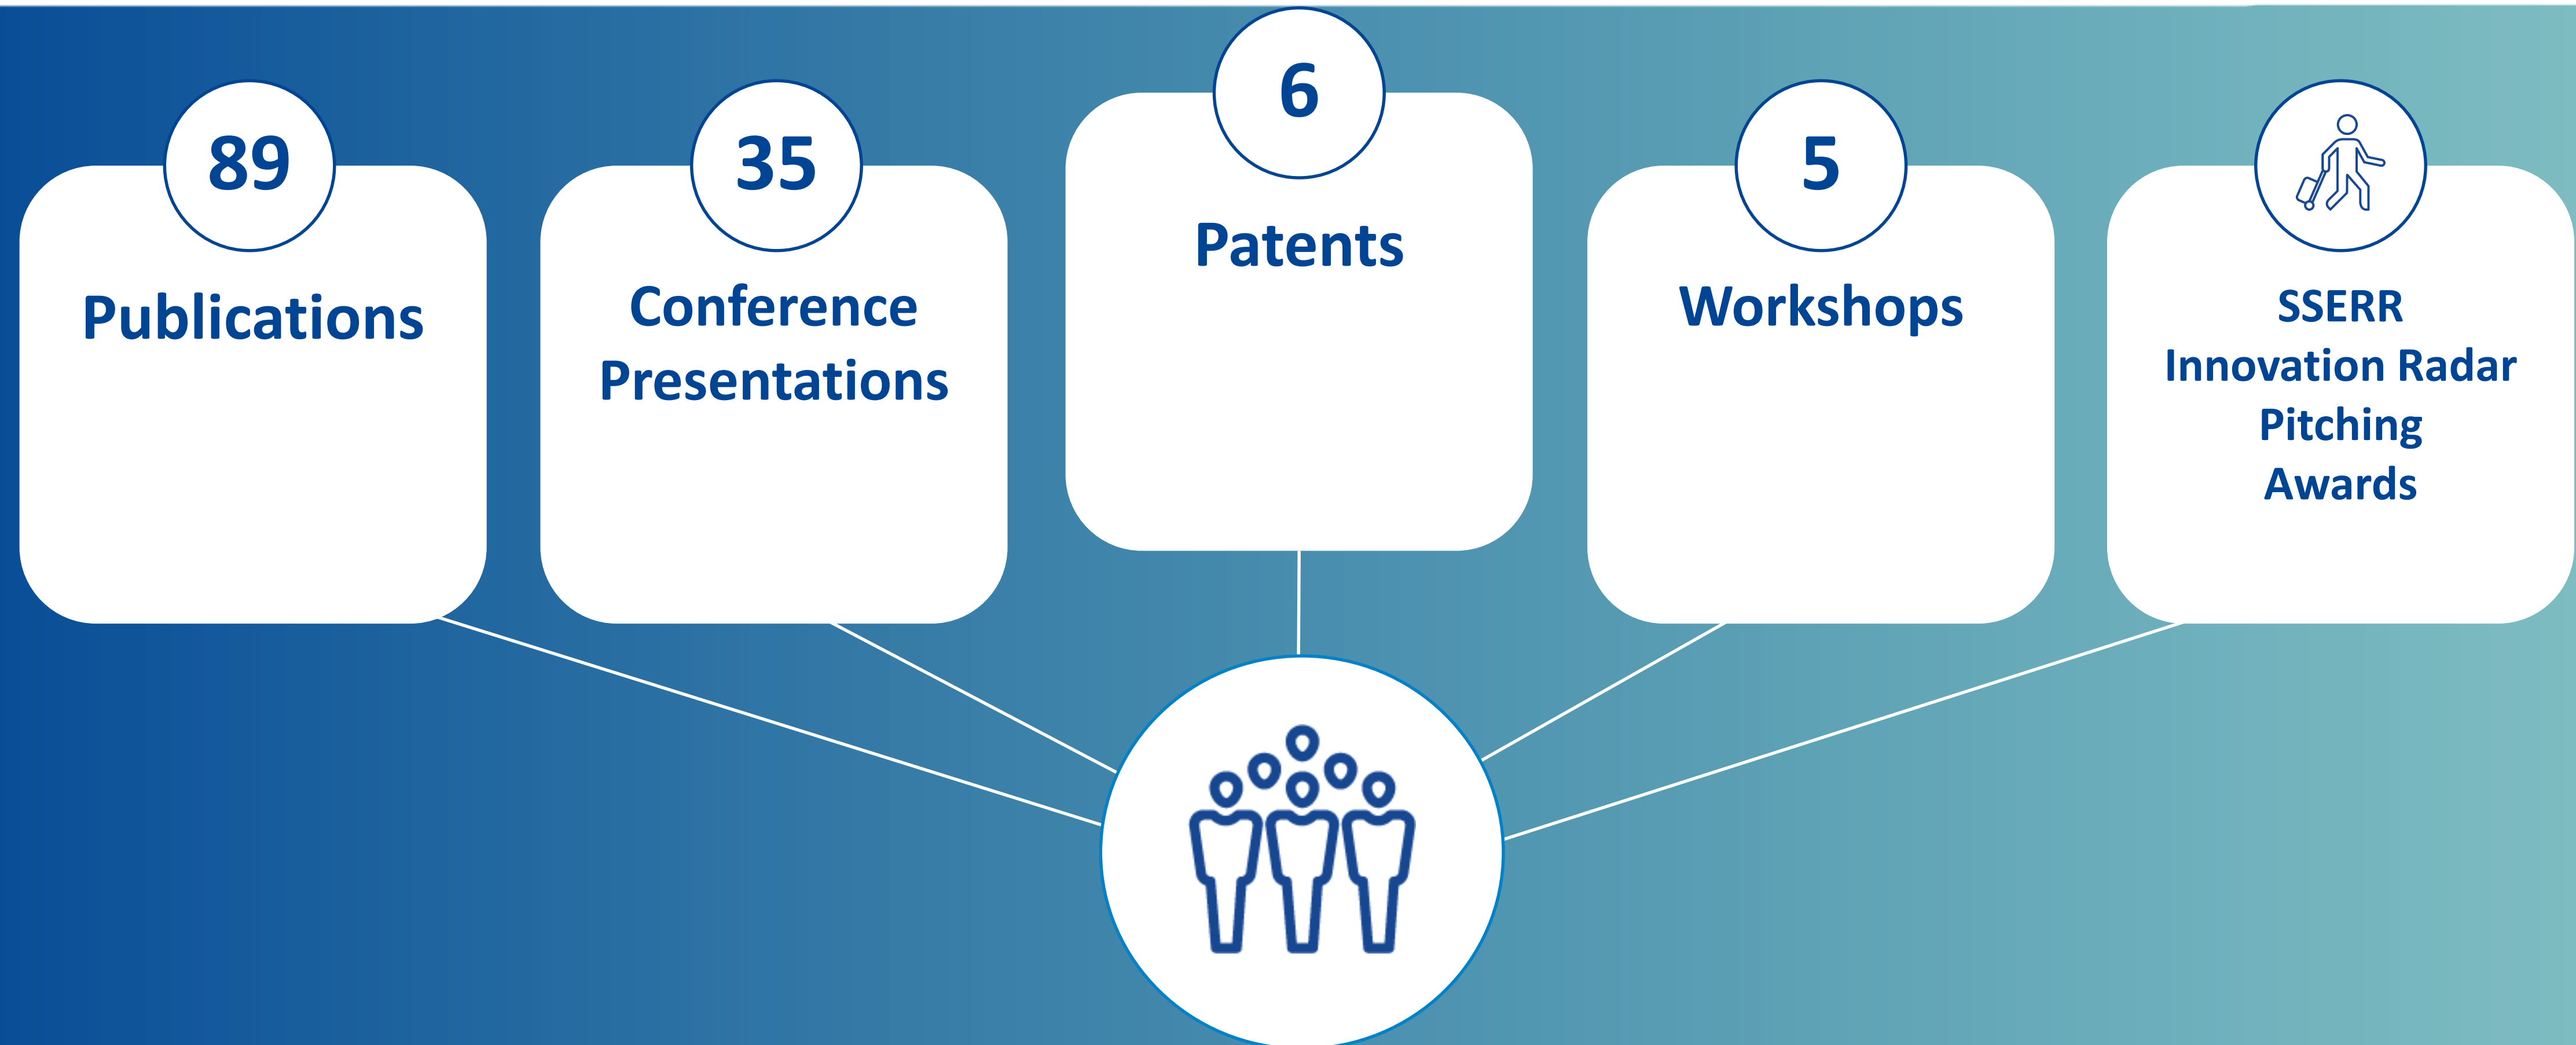 89
Publications
35
Conference
Presentations
6
Patents
5
Workshops
SSERR
Innovation Radar
Pitching
Awards